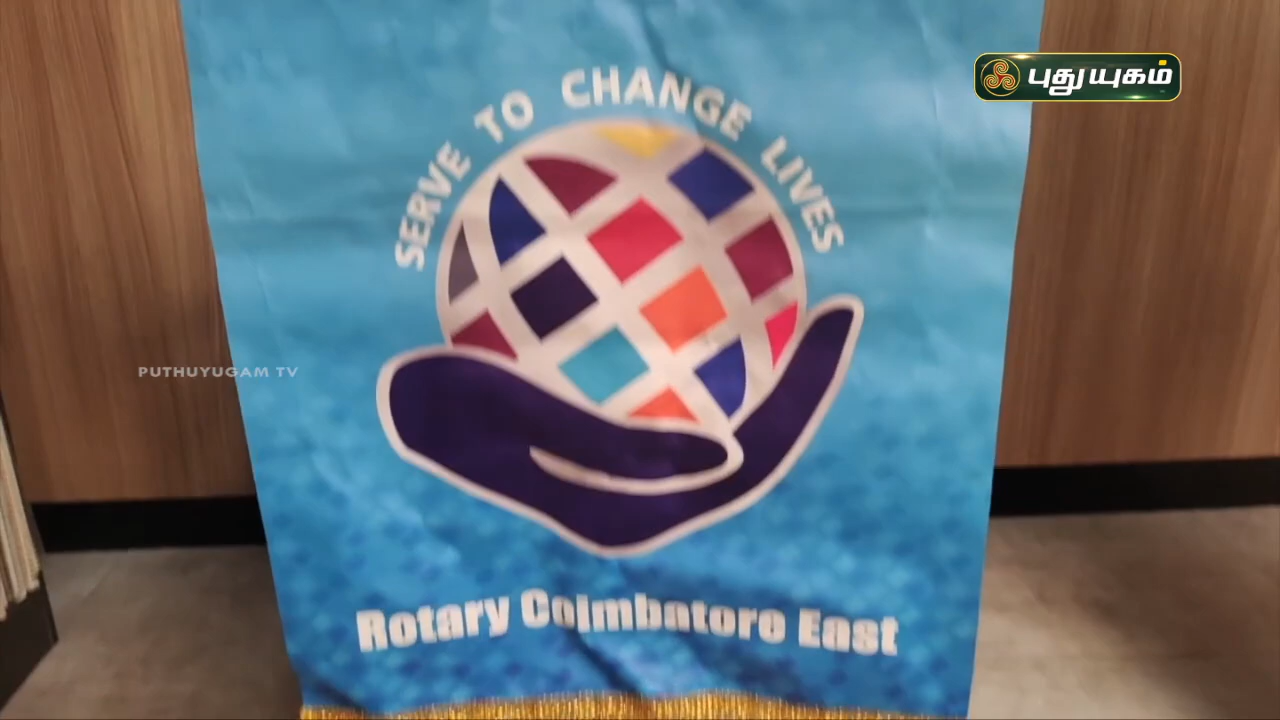 புதுயுகம்
SERVE TO CHANGE LIVES
PUTHUYUGAM TV
Rotary Coimbatore East